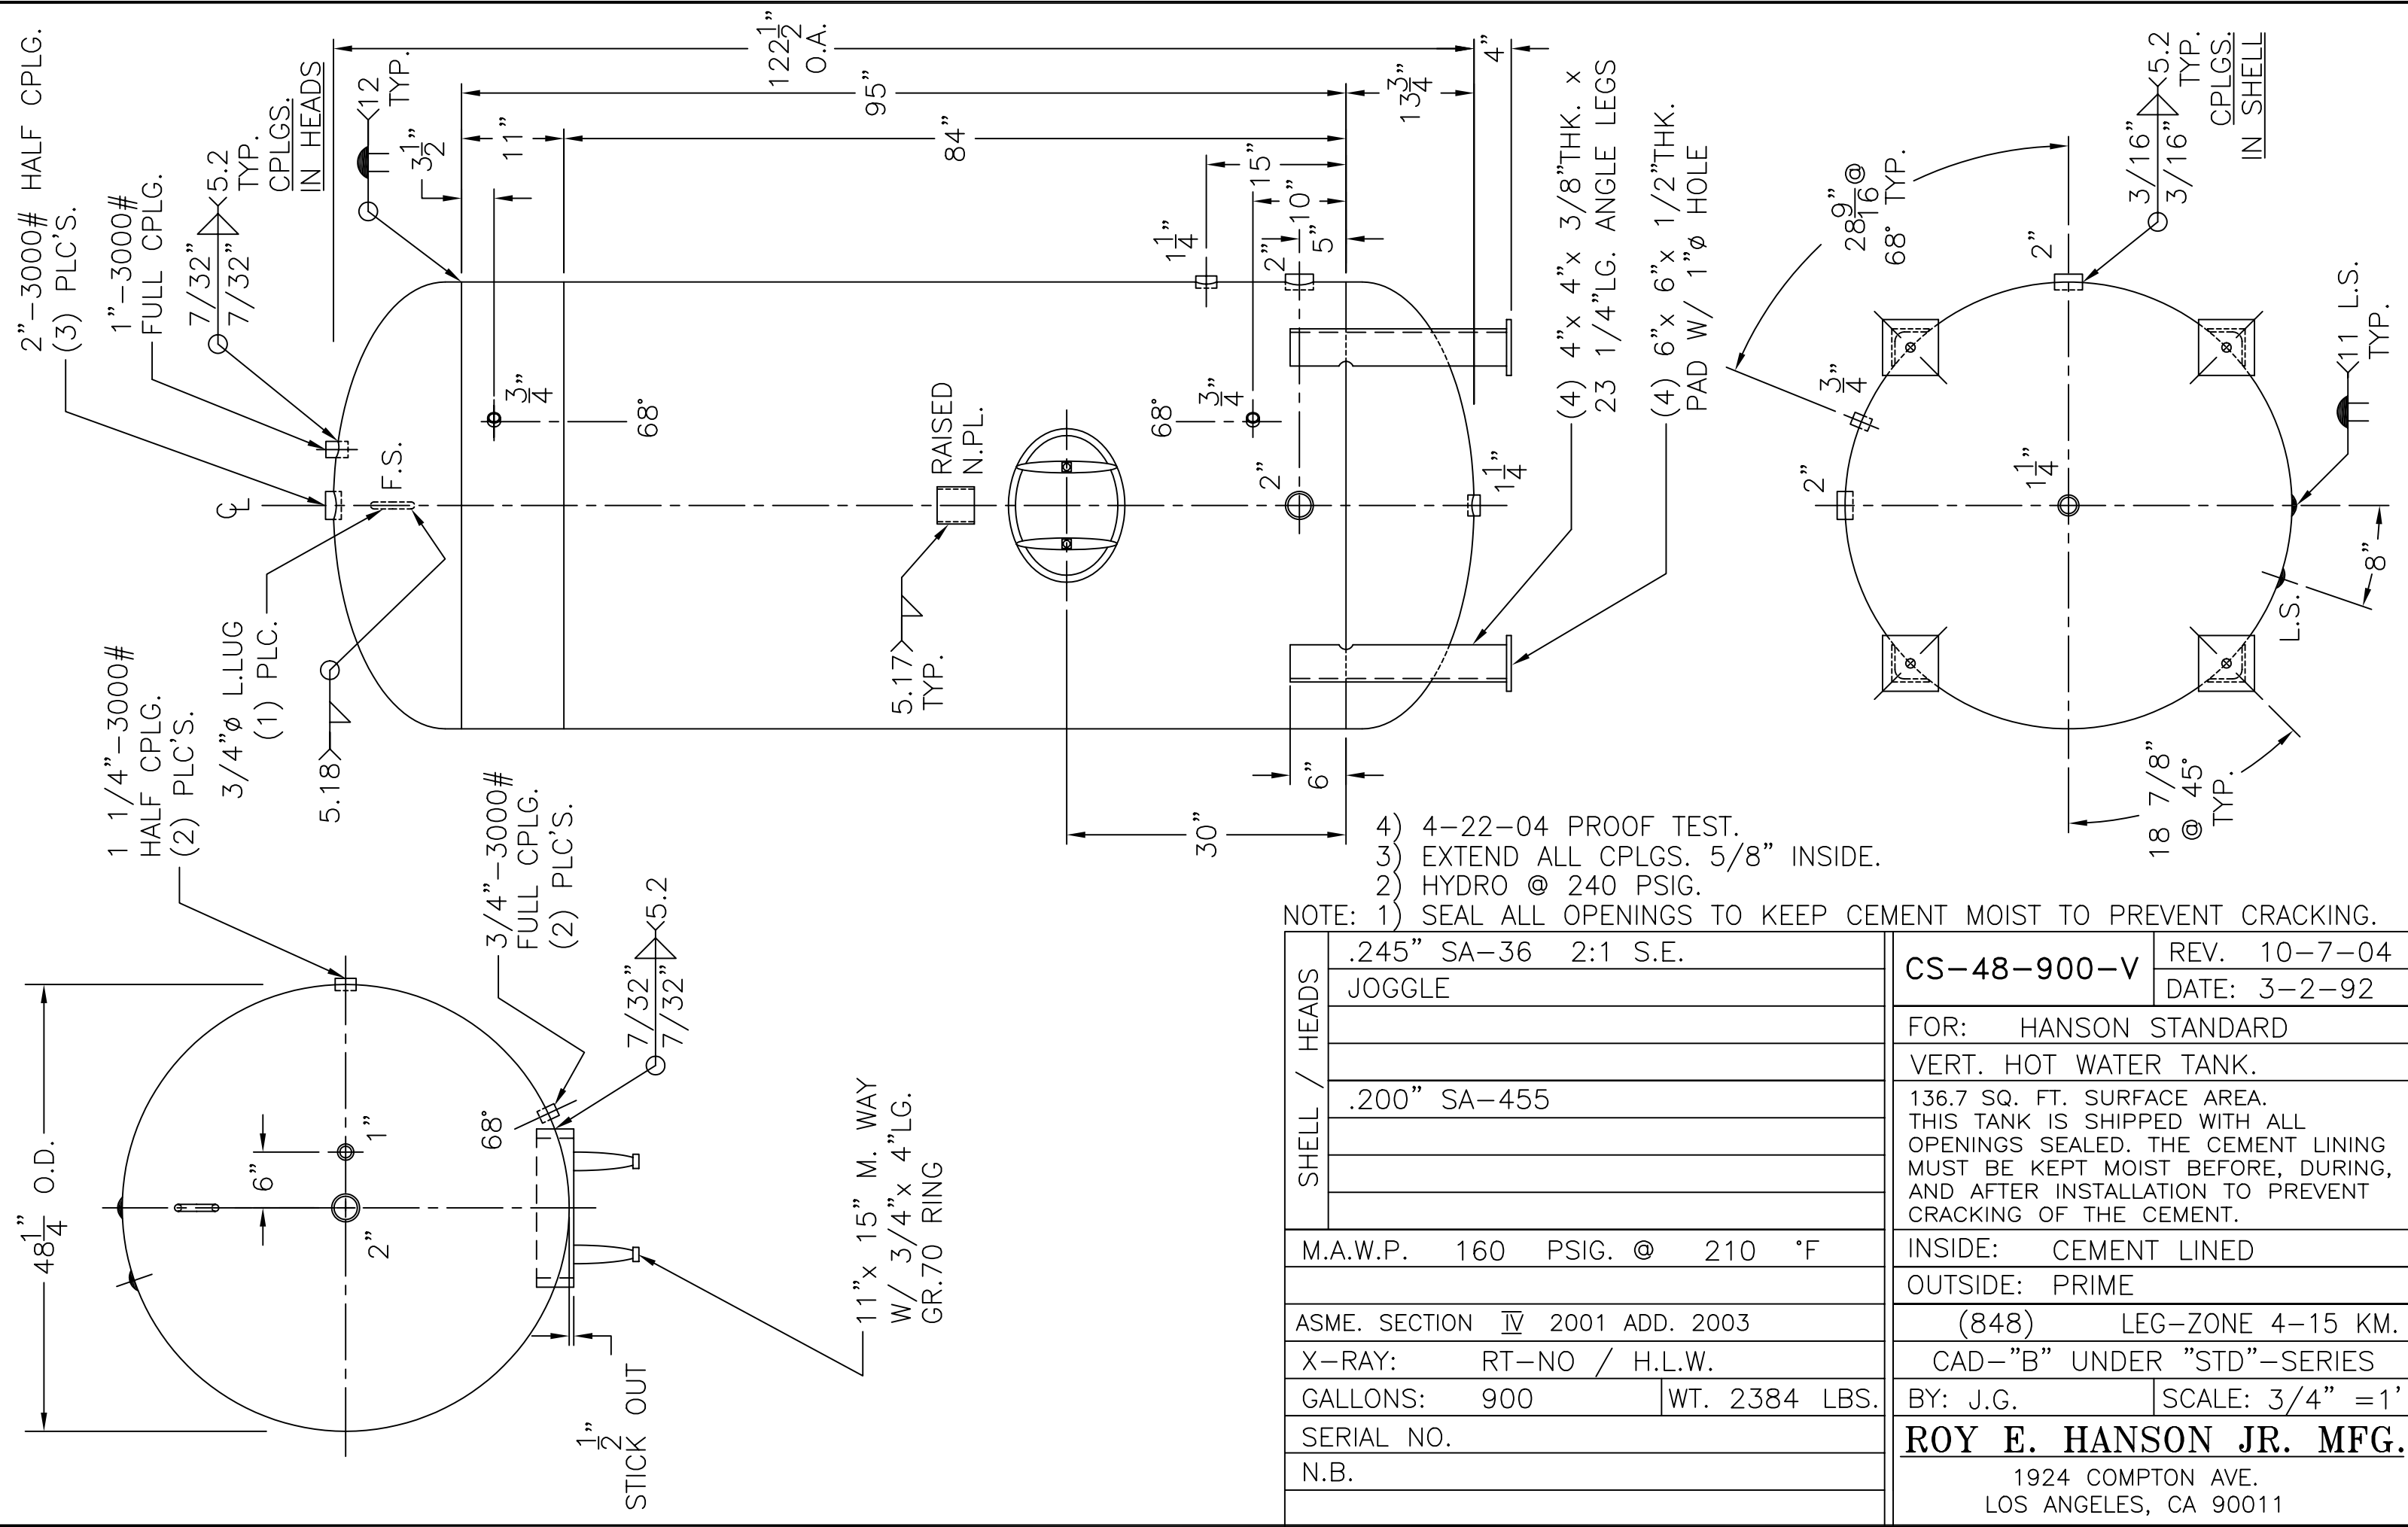 2"-3000# HALF CPLG.
(3) PLC'S.
1"-3000#
FULL CPLG.
7/32"
7/32"
5.2
TYP.
CPLGS.
IN HEADS
12
TYP.
3 1/2"
11"
95"
84"
122 1/2"
O.A.
13 3/4"
4"
15"
10"
5"
1 1/4"
2"
℄
F.S.
3/4"
68°
RAISED
N.PL.
68°
3/4"
2"
1 1/4"
(4) 4"x 4"x 3/8"THK. x
23 1/4"LG. ANGLE LEGS
(4) 6"x 6"x 1/2"THK.
PAD W/ 1"ø HOLE
3/4"ø L.LUG
(1) PLC.
5.18
5.17
TYP.
6"
30"
28 9/16" @
68° TYP.
3/16"
3/16"
5.2
TYP.
CPLGS.
IN SHELL
2"
3/4"
2"
1 1/4"
11 L.S.
TYP.
8"
L.S.
18 7/8"
@ 45°
TYP.
1 1/4"-3000#
HALF CPLG.
(2) PLC'S.
3/4"-3000#
FULL CPLG.
(2) PLC'S.
7/32"
7/32"
5.2
48 1/4" O.D.
6"
1"
2"
68°
11"x 15" M. WAY
W/ 3/4"x 4"LG.
GR.70 RING
1/2"
STICK OUT
4) 4-22-04 PROOF TEST.
3) EXTEND ALL CPLGS. 5/8" INSIDE.
2) HYDRO @ 240 PSIG.
NOTE: 1) SEAL ALL OPENINGS TO KEEP CEMENT MOIST TO PREVENT CRACKING.
SHELL / HEADS
.245" SA-36 2:1 S.E.
JOGGLE
.200" SA-455
M.A.W.P. 160 PSIG. @ 210 °F
ASME. SECTION IV 2001 ADD. 2003
X-RAY: RT-NO / H.L.W.
GALLONS: 900 WT. 2384 LBS.
SERIAL NO.
N.B.
CS-48-900-V
REV. 10-7-04
DATE: 3-2-92
FOR: HANSON STANDARD
VERT. HOT WATER TANK.
136.7 SQ. FT. SURFACE AREA.
THIS TANK IS SHIPPED WITH ALL
OPENINGS SEALED. THE CEMENT LINING
MUST BE KEPT MOIST BEFORE, DURING,
AND AFTER INSTALLATION TO PREVENT
CRACKING OF THE CEMENT.
INSIDE: CEMENT LINED
OUTSIDE: PRIME
(848) LEG-ZONE 4-15 KM.
CAD-"B" UNDER "STD"-SERIES
BY: J.G. SCALE: 3/4" =1'
ROY E. HANSON JR. MFG.
1924 COMPTON AVE.
LOS ANGELES, CA 90011